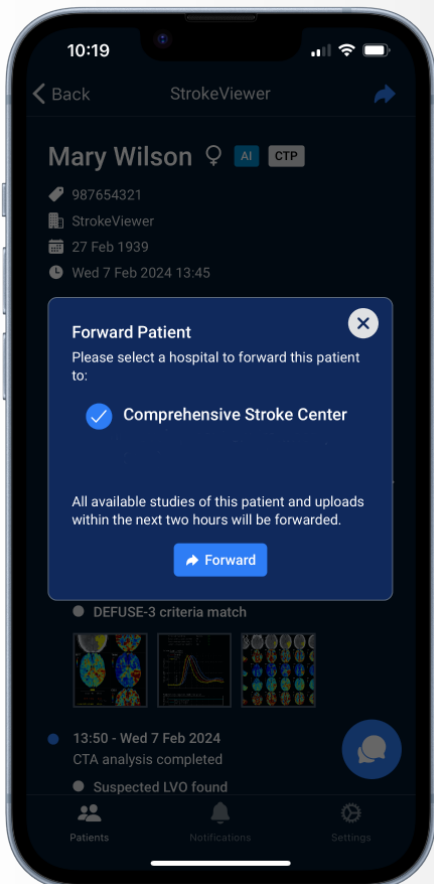 10:19
Back StrokeViewer
Mary Wilson AI CTP
987654321
StrokeViewer
27 Feb 1939
Wed 7 Feb 2024 13:45
Forward Patient
Please select a hospital to forward this patient
to:
Comprehensive Stroke Center
All available studies of this patient and uploads
within the next two hours will be forwarded.
Forward
DEFUSE-3 criteria match
13:50 - Wed 7 Feb 2024
CTA analysis completed
Suspected LVO found
Patients Notifications Settings